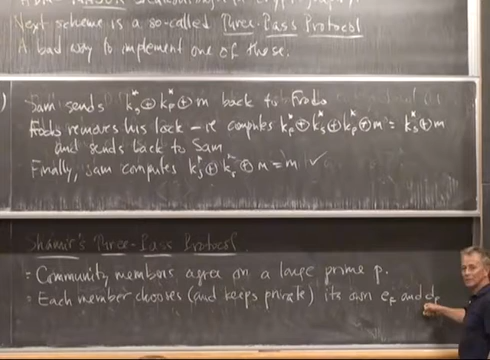 Next scheme is a so-called Three-Pass Protocol
A bad way to implement one of these.
) Sam sends k*s ⊕ k*F ⊕ m back to Frodo
Frodo removes his lock - ie computes k*F ⊕ k*s ⊕ k*F ⊕ m = k*s ⊕ m
and sends back to Sam
Finally, Sam computes k*s ⊕ k*s ⊕ m = m ✓
Shamir's Three-Pass Protocol
- Community members agree on a large prime p.
- Each member chooses (and keeps private) its own eF and dF